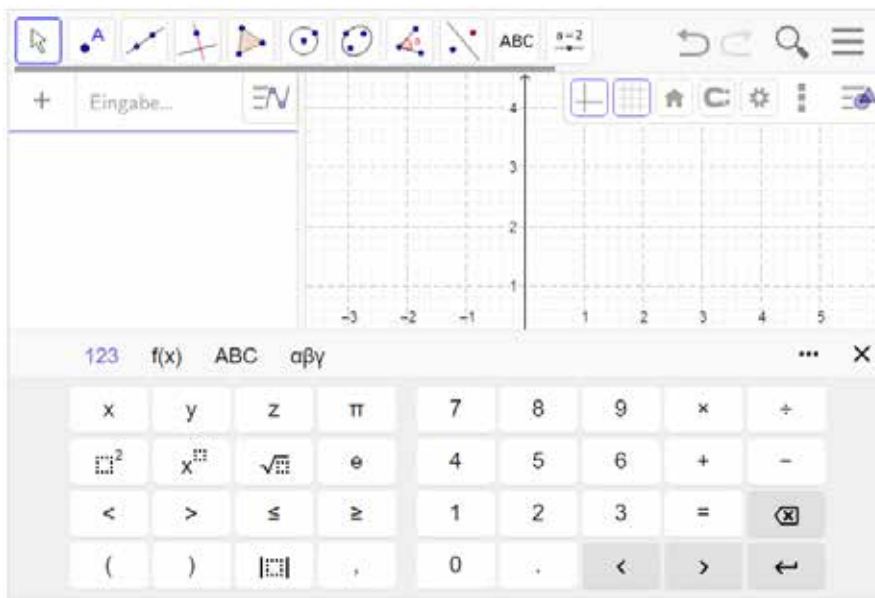 A
a
ABC
a=2
+ Eingabe...
4
3
2
1
-3 -2 -1 1 2 3 4 5
123 f(x) ABC αβγ ... ×
x y z π 7 8 9 × ÷
² x √ e 4 5 6 + −
< > ≤ ≥ 1 2 3 =
( ) | | , 0 . < >